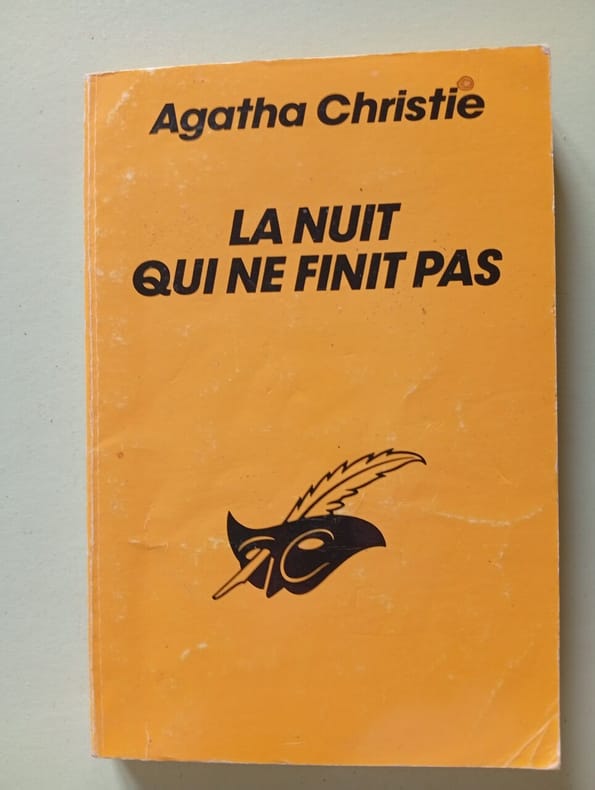 Agatha Christie
LA NUIT
QUI NE FINIT PAS